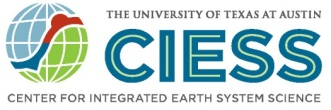 THE UNIVERSITY OF TEXAS AT AUSTIN
CIESS
CENTER FOR INTEGRATED EARTH SYSTEM SCIENCE